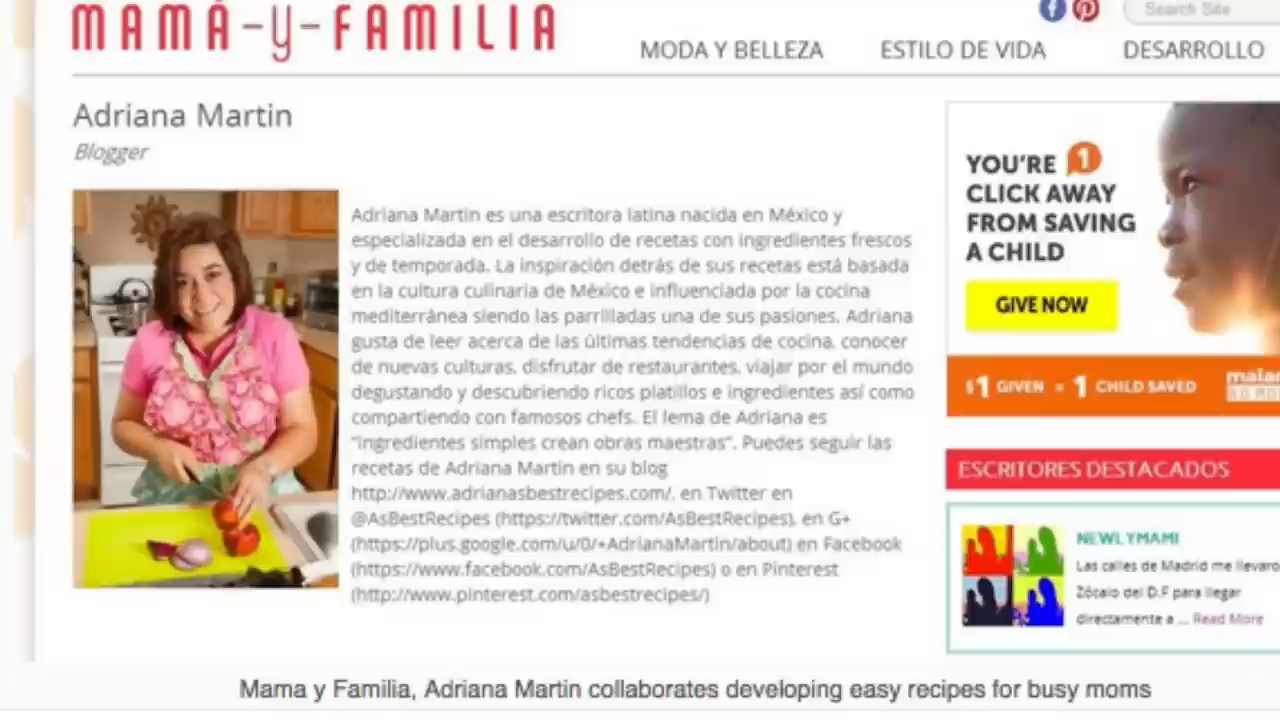 MAMÁ-y-FAMILIA
Search Site
MODA Y BELLEZA
ESTILO DE VIDA
DESARROLLO
Adriana Martin
Blogger
Adriana Martin es una escritora latina nacida en México y
especializada en el desarrollo de recetas con ingredientes frescos
y de temporada. La inspiración detrás de sus recetas está basada
en la cultura culinaria de México e influenciada por la cocina
mediterránea siendo las parrilladas una de sus pasiones. Adriana
gusta de leer acerca de las últimas tendencias de cocina, conocer
de nuevas culturas, disfrutar de restaurantes, viajar por el mundo
degustando y descubriendo ricos platillos e ingredientes así como
compartiendo con famosos chefs. El lema de Adriana es
"ingredientes simples crean obras maestras". Puedes seguir las
recetas de Adriana Martin en su blog
http://www.adrianasbestrecipes.com/, en Twitter en
@AsBestRecipes (https://twitter.com/AsBestRecipes), en G+
(https://plus.google.com/u/0/+AdrianaMartin/about) en Facebook
(https://www.facebook.com/AsBestRecipes) o en Pinterest
(http://www.pinterest.com/asbestrecipes/)
YOU'RE 1
CLICK AWAY
FROM SAVING
A CHILD
GIVE NOW
$1 GIVEN = 1 CHILD SAVED
malar
NO MO
ESCRITORES DESTACADOS
NEWLYMAMI
Las calles de Madrid me llevaro
Zócalo del D.F para llegar
directamente a ... Read More
Mama y Familia, Adriana Martin collaborates developing easy recipes for busy moms